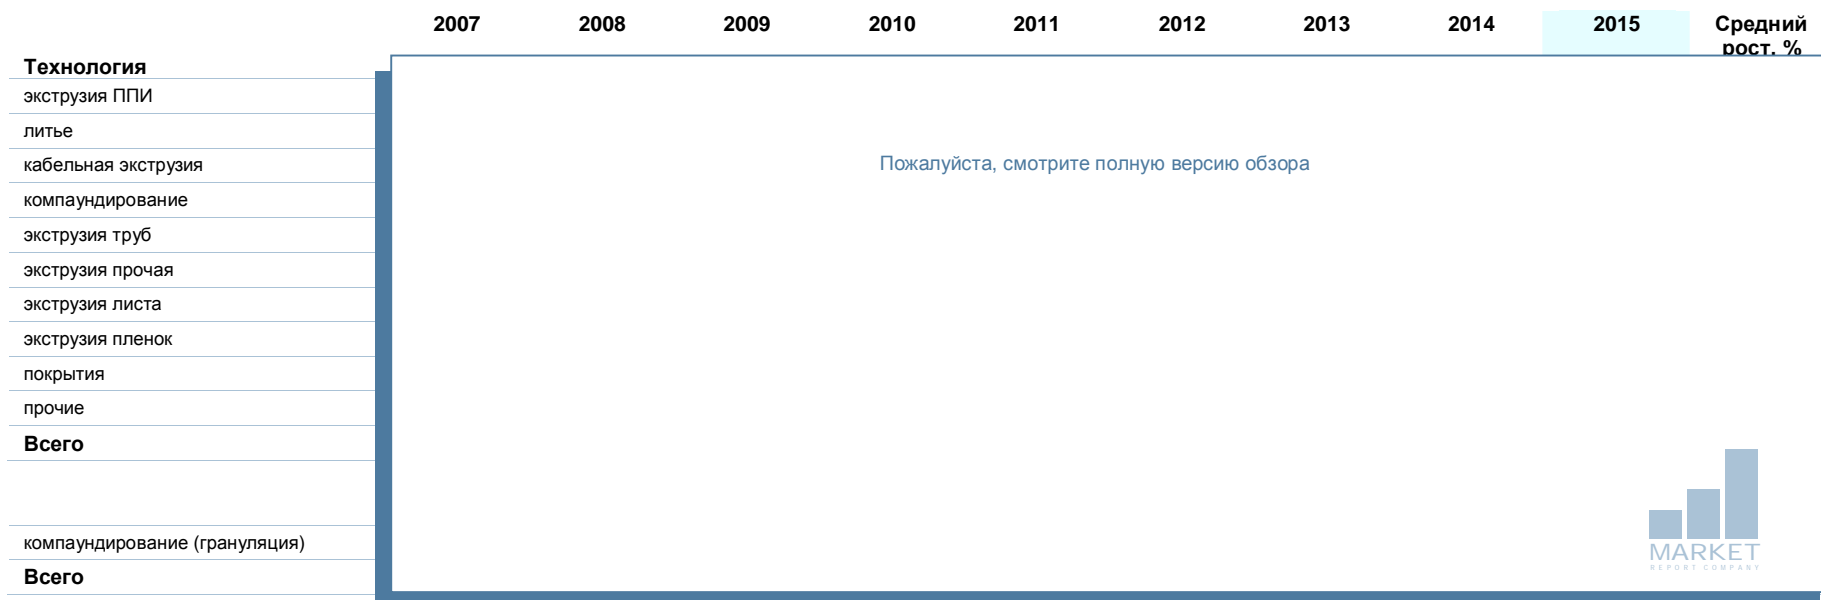 2007 2008 2009 2010 2011 2012 2013 2014 2015 Средний
рост, %
Технология
экструзия ППИ
литье
кабельная экструзия
Пожалуйста, смотрите полную версию обзора
компаундирование
экструзия труб
экструзия прочая
экструзия листа
экструзия пленок
покрытия
прочие
Всего
компаундирование (грануляция)
MARKET
REPORT COMPANY
Всего